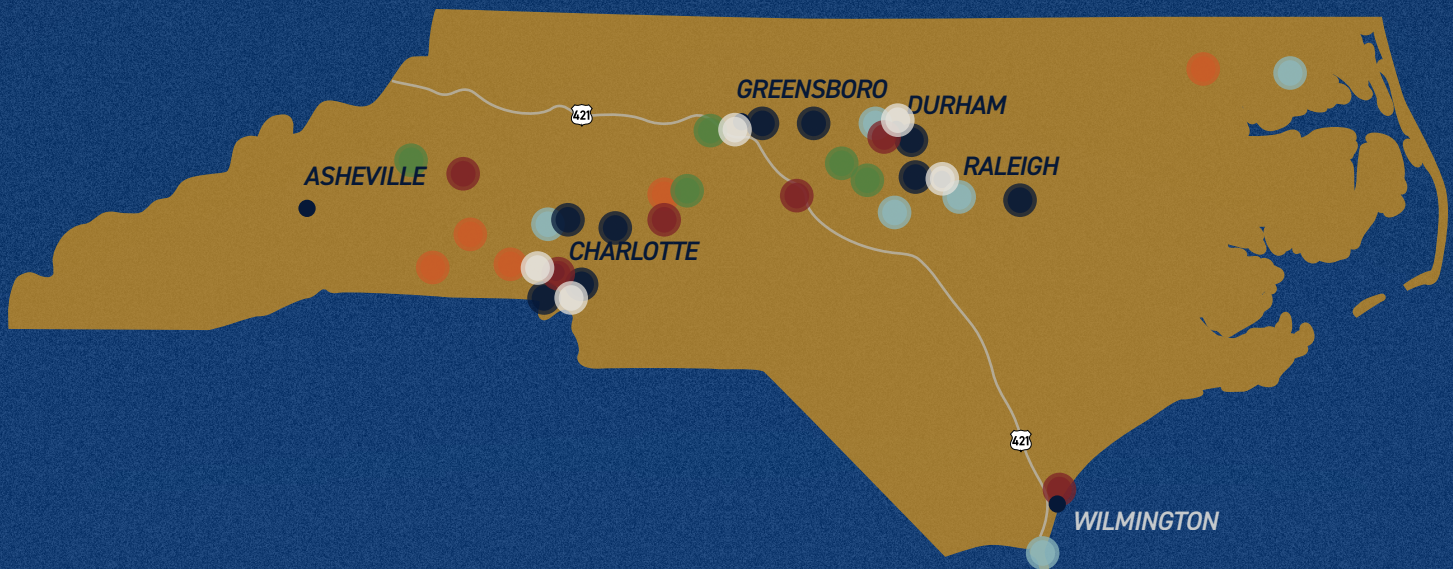 GREENSBORO
DURHAM
421
RALEIGH
ASHEVILLE
CHARLOTTE
421
WILMINGTON